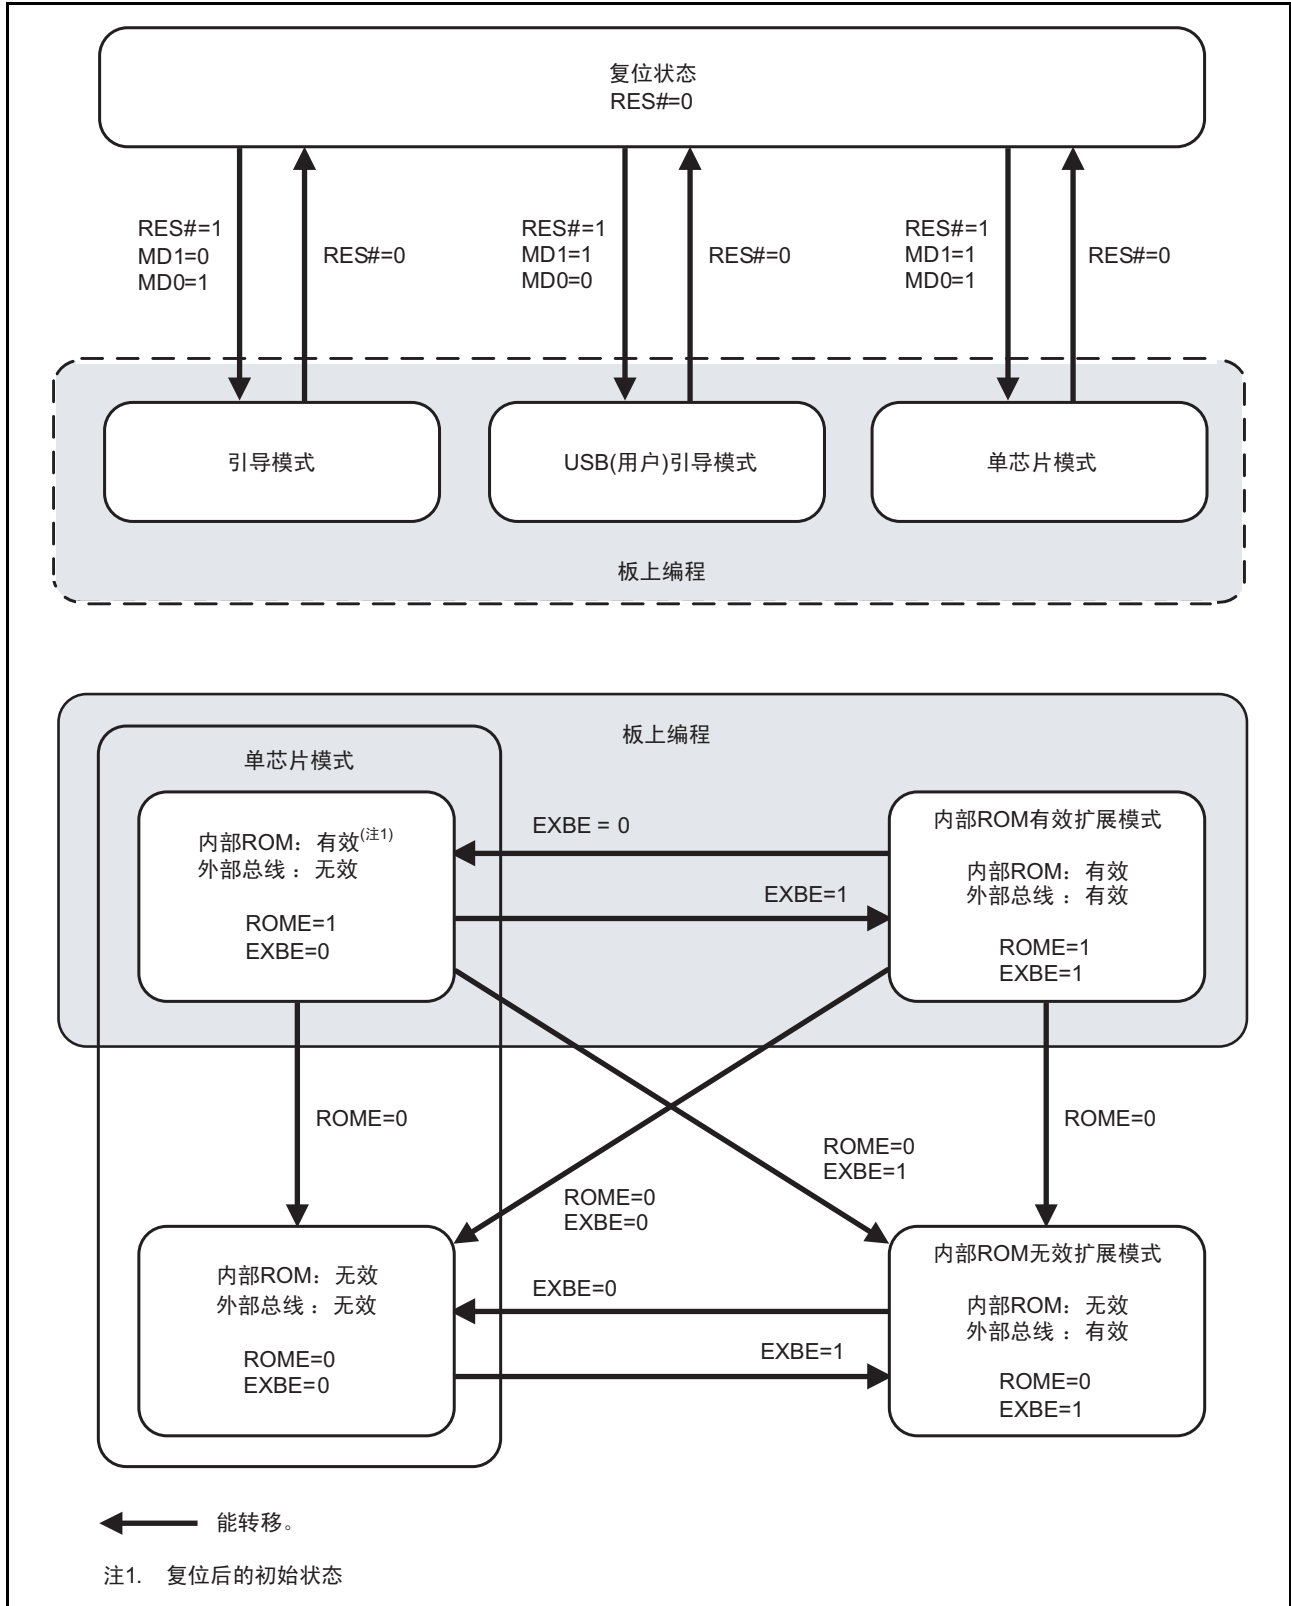 复位状态
RES#=0
RES#=1
MD1=0
MD0=1
RES#=0
RES#=1
MD1=1
MD0=0
RES#=0
RES#=1
MD1=1
MD0=1
RES#=0
引导模式
USB(用户)引导模式
单芯片模式
板上编程
板上编程
单芯片模式
内部ROM：有效(注1)
外部总线 ：无效
ROME=1
EXBE=0
EXBE = 0
EXBE=1
内部ROM有效扩展模式
内部ROM：有效
外部总线 ：有效
ROME=1
EXBE=1
ROME=0
ROME=0
EXBE=1
ROME=0
EXBE=0
ROME=0
内部ROM：无效
外部总线 ：无效
ROME=0
EXBE=0
EXBE=0
EXBE=1
内部ROM无效扩展模式
内部ROM：无效
外部总线 ：有效
ROME=0
EXBE=1
能转移。
注1. 复位后的初始状态